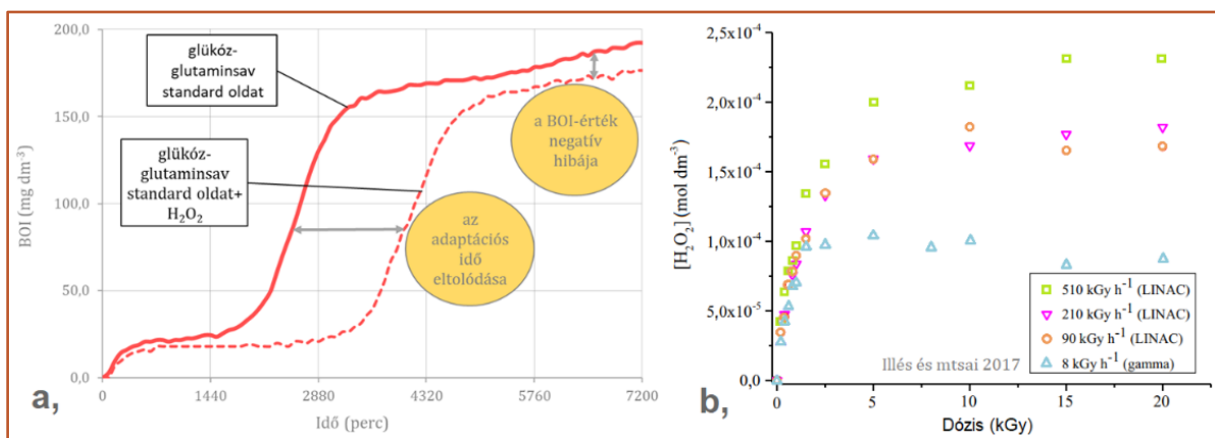 BOI (mg dm-3)
200,0
150,0
100,0
50,0
0,0
glükóz-
glutaminsav
standard oldat
glükóz-
glutaminsav
standard oldat+
H2O2
a BOI-érték
negatív
hibája
az
adaptációs
idő
eltolódása
0 1440 2880 4320 5760 7200
Idő (perc)
a,
[H2O2] (mol dm-3)
2,5x10-4
2,0x10-4
1,5x10-4
1,0x10-4
5,0x10-5
0,0
510 kGy h-1 (LINAC)
210 kGy h-1 (LINAC)
90 kGy h-1 (LINAC)
8 kGy h-1 (gamma)
Illés és mtsai 2017
0 5 10 15 20
Dózis (kGy)
b,